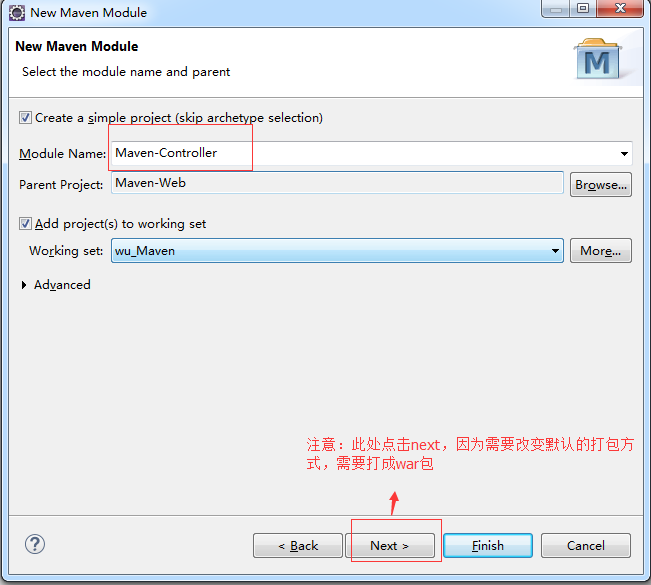 New Maven Module
New Maven Module
Select the module name and parent
M
Create a simple project (skip archetype selection)
Module Name: Maven-Controller
Parent Project: Maven-Web Browse...
Add project(s) to working set
Working set: wu_Maven More...
Advanced
注意：此处点击next，因为需要改变默认的打包方
式，需要打成war包
? < Back Next > Finish Cancel